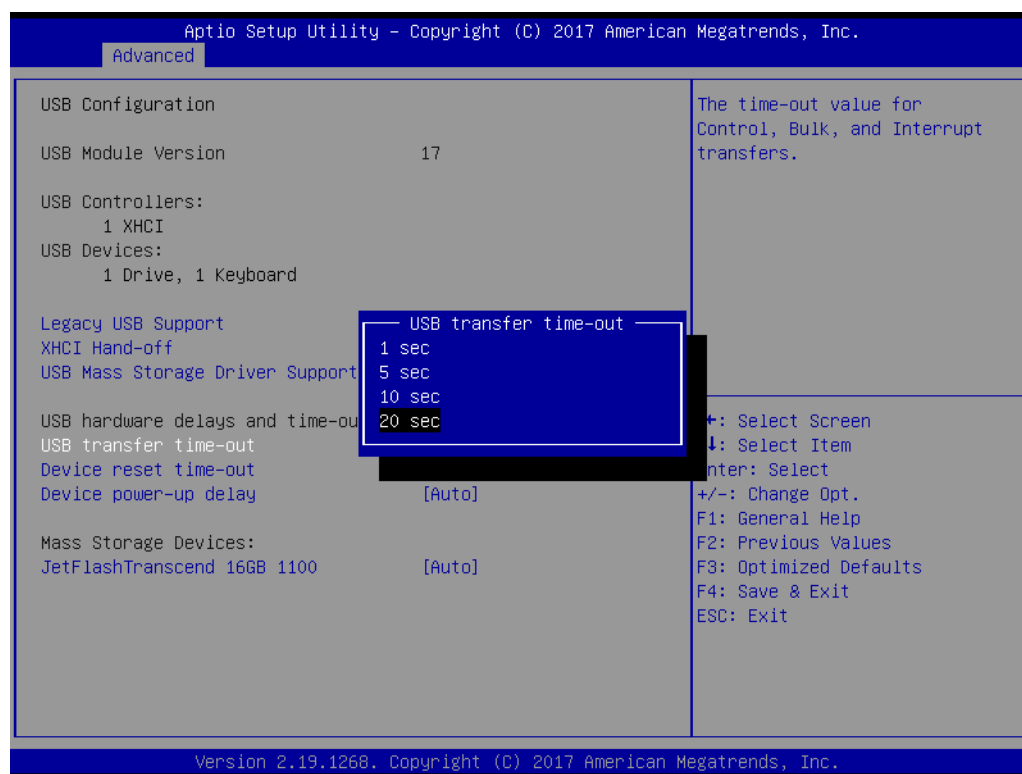 Aptio Setup Utility – Copyright (C) 2017 American Megatrends, Inc.
Advanced
USB Configuration
USB Module Version 17
USB Controllers:
1 XHCI
USB Devices:
1 Drive, 1 Keyboard
Legacy USB Support
XHCI Hand-off
USB Mass Storage Driver Support
USB hardware delays and time-ou
USB transfer time-out
Device reset time-out
Device power-up delay [Auto]
Mass Storage Devices:
JetFlashTranscend 16GB 1100 [Auto]
USB transfer time-out
1 sec
5 sec
10 sec
20 sec
The time-out value for
Control, Bulk, and Interrupt
transfers.
: Select Screen
: Select Item
nter: Select
+/-: Change Opt.
F1: General Help
F2: Previous Values
F3: Optimized Defaults
F4: Save & Exit
ESC: Exit
Version 2.19.1268. Copyright (C) 2017 American Megatrends, Inc.